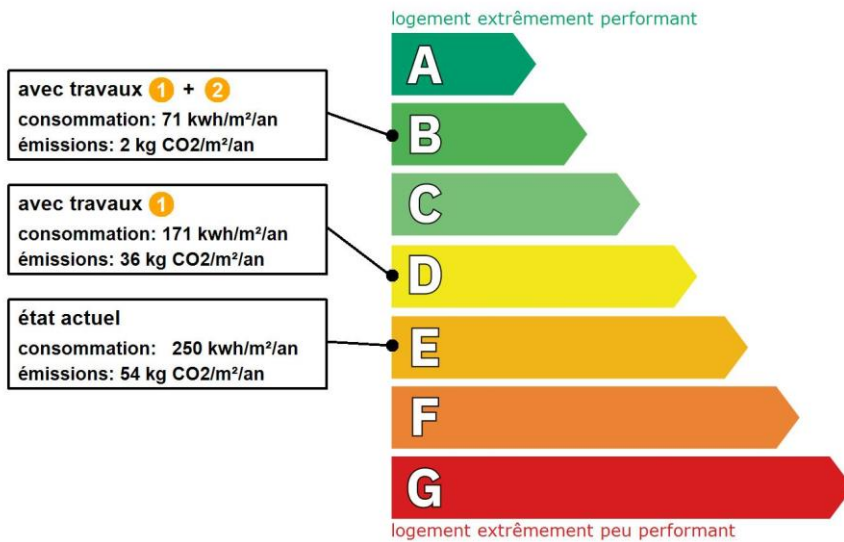 logement extrêmement performant
avec travaux 1 + 2
consommation: 71 kwh/m²/an
émissions: 2 kg CO2/m²/an
avec travaux 1
consommation: 171 kwh/m²/an
émissions: 36 kg CO2/m²/an
état actuel
consommation: 250 kwh/m²/an
émissions: 54 kg CO2/m²/an
A
B
C
D
E
F
G
logement extrêmement peu performant